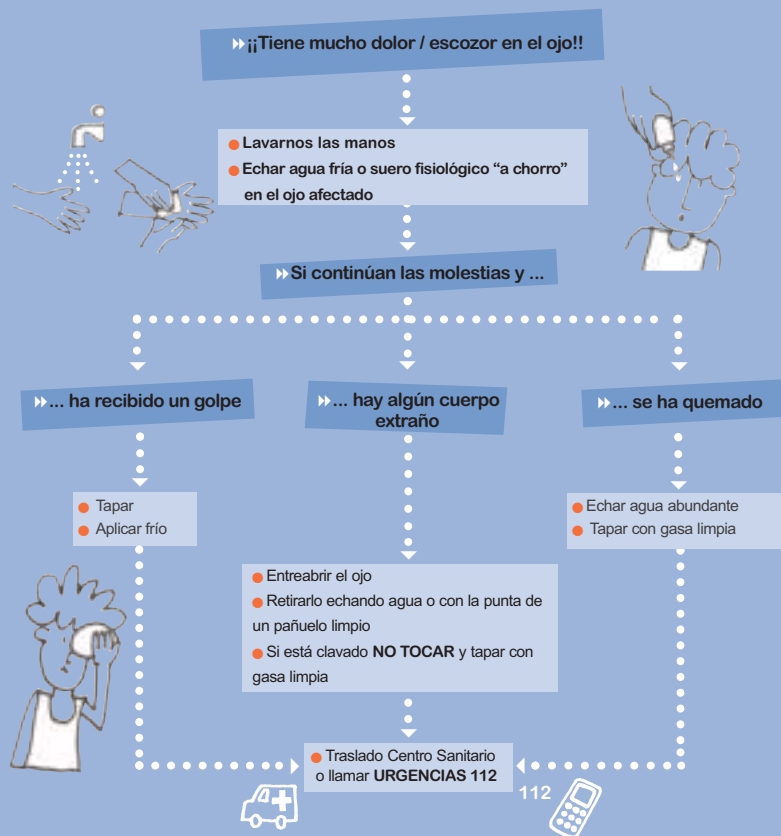 ¡¡Tiene mucho dolor / escozor en el ojo!!
Lavarnos las manos
Echar agua fría o suero fisiológico “a chorro”
en el ojo afectado
Si continúan las molestias y ...
... ha recibido un golpe
... hay algún cuerpo
extraño
... se ha quemado
Tapar
Aplicar frío
Echar agua abundante
Tapar con gasa limpia
Entreabrir el ojo
Retirarlo echando agua o con la punta de
un pañuelo limpio
Si está clavado NO TOCAR y tapar con
gasa limpia
Traslado Centro Sanitario
o llamar URGENCIAS 112
112